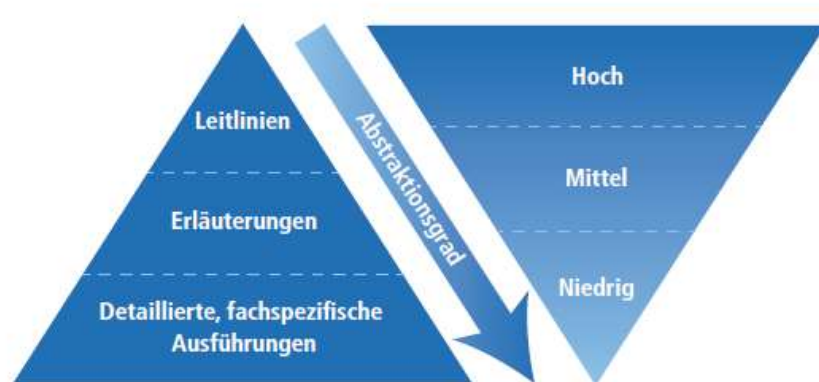 Leitlinien
Erläuterungen
Detaillierte, fachspezifische
Ausführungen
Abstraktionsgrad
Hoch
Mittel
Niedrig